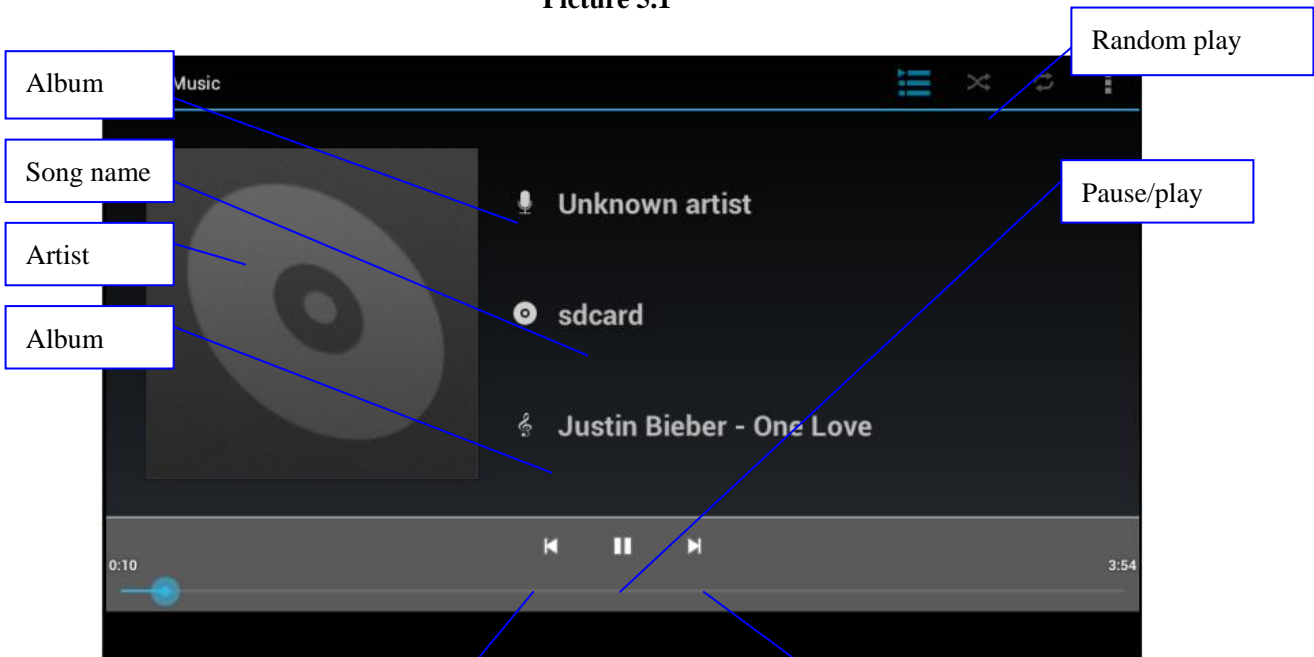 Picture 5.1
Random play
Album
Music
Song name
Pause/play
Unknown artist
Artist
sdcard
Album
Justin Bieber - One Love
0:10
3:54